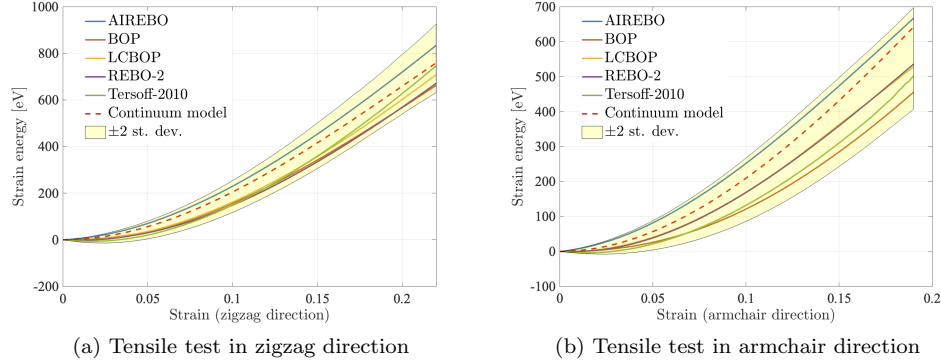 1000
800
600
400
200
0
-200
Strain energy [eV]
AIREBO
BOP
LCBOP
REBO-2
Tersoff-2010
Continuum model
±2 st. dev.
0
0.05
0.1
0.15
0.2
Strain (zigzag direction)
(a) Tensile test in zigzag direction
700
600
500
400
300
200
100
0
-100
Strain energy [eV]
AIREBO
BOP
LCBOP
REBO-2
Tersoff-2010
Continuum model
±2 st. dev.
0
0.05
0.1
0.15
0.2
Strain (armchair direction)
(b) Tensile test in armchair direction